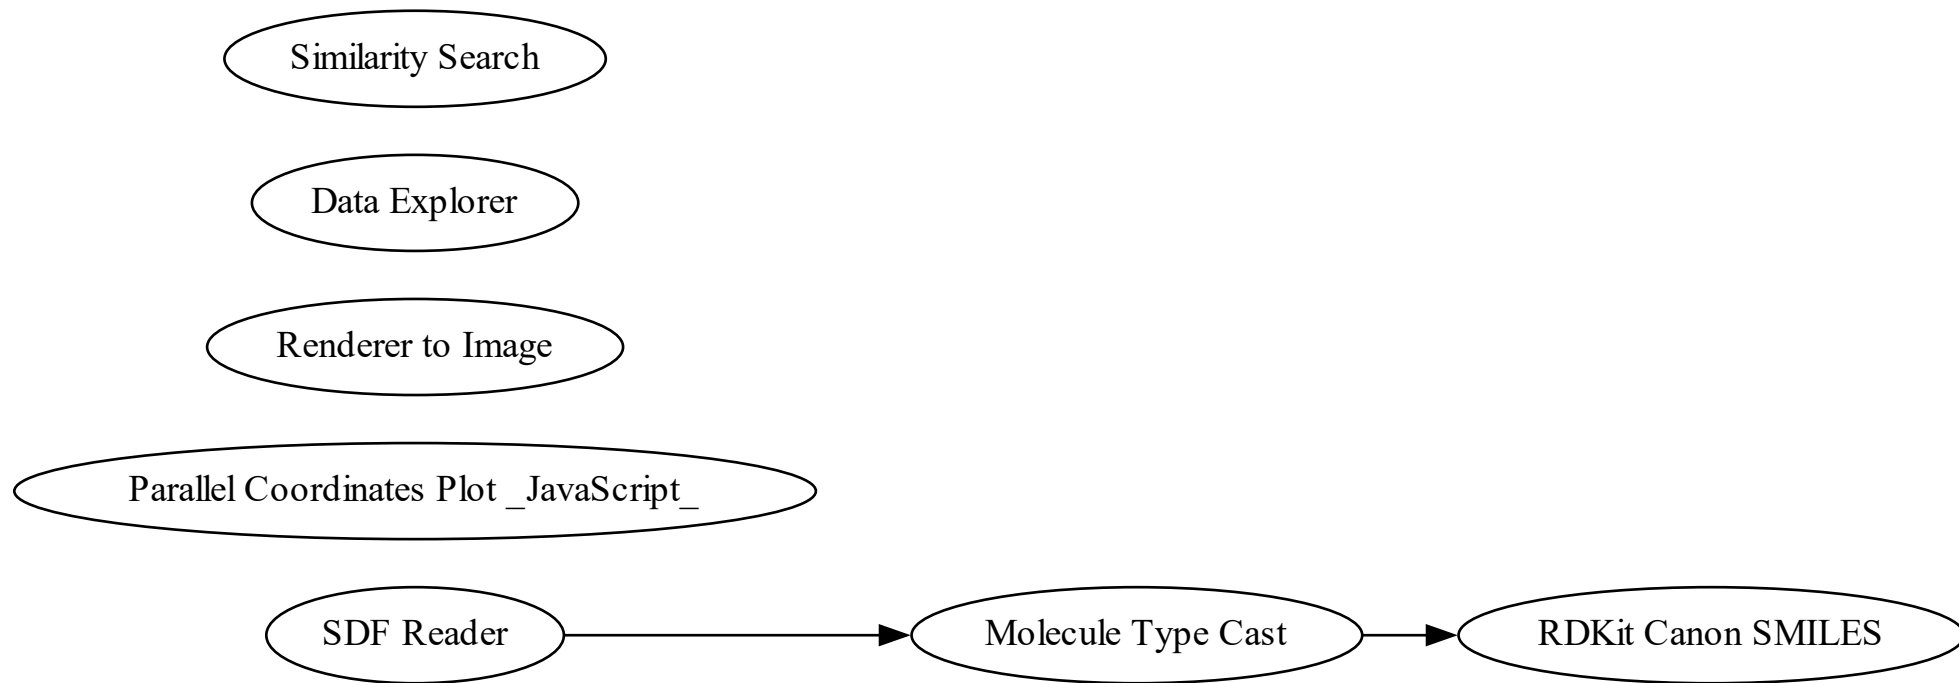 Similarity Search
Data Explorer
Renderer to Image
Parallel Coordinates Plot _JavaScript_
SDF Reader
Molecule Type Cast
RDKit Canon SMILES